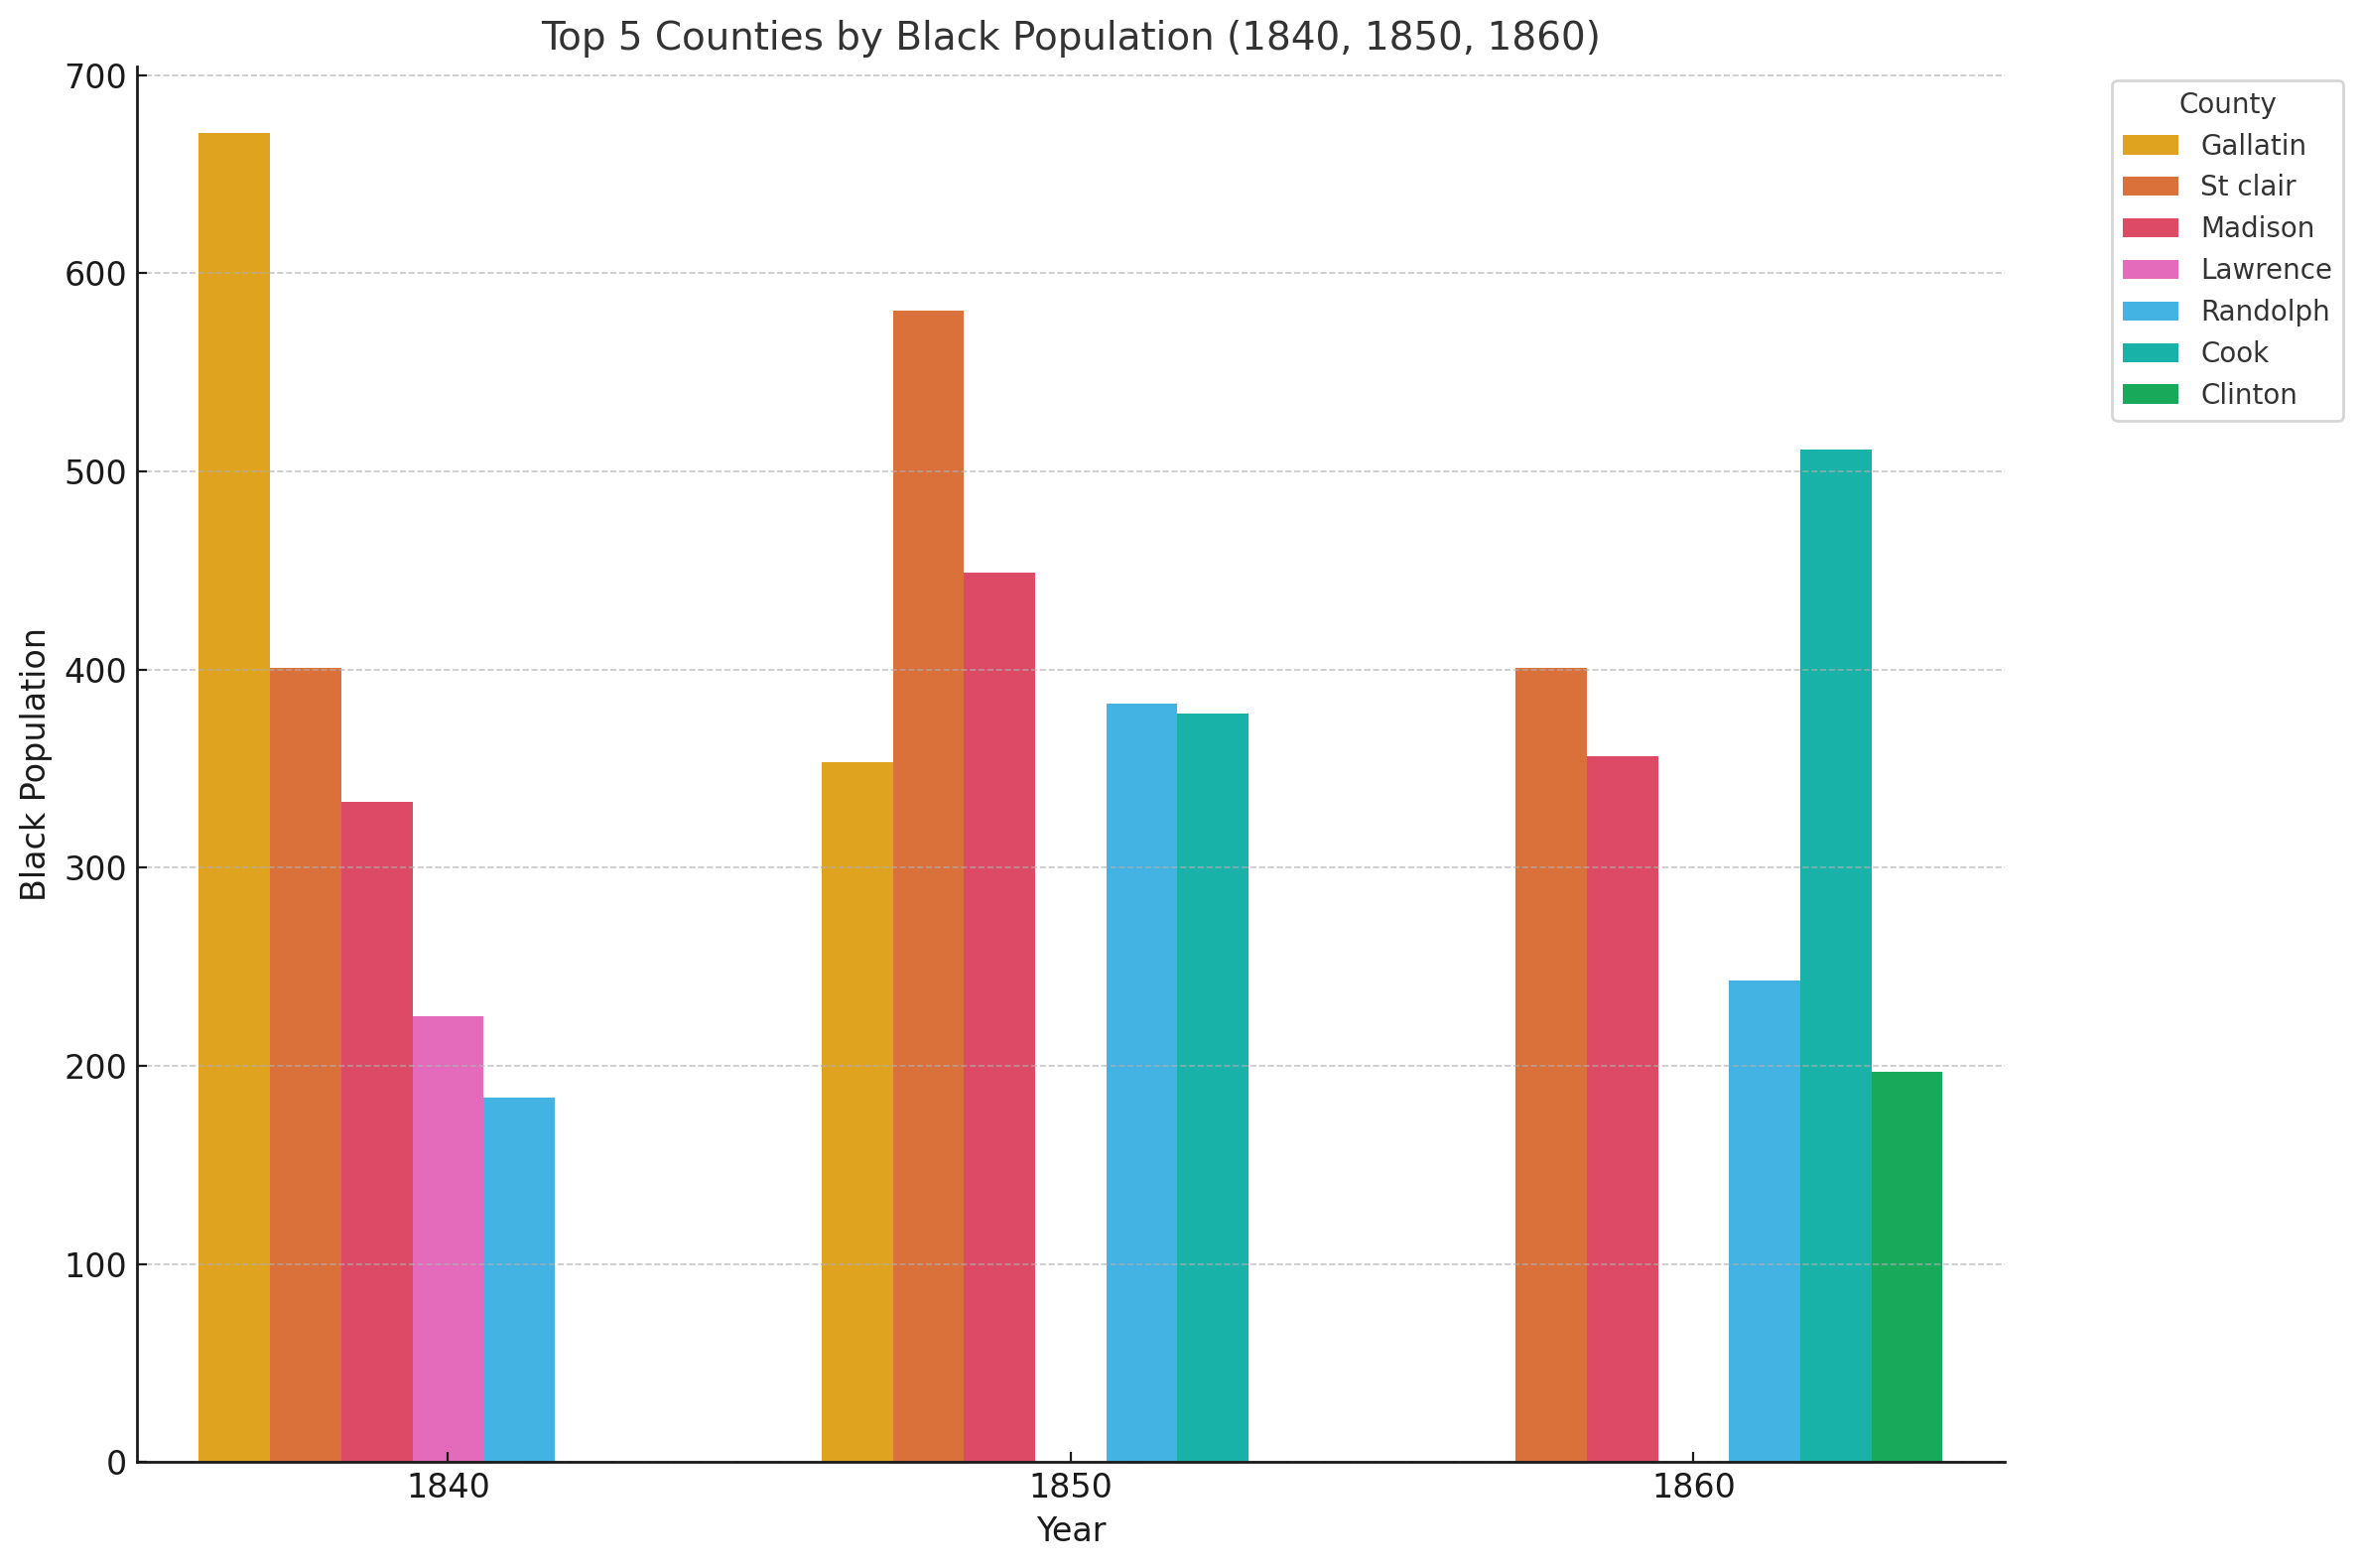 Top 5 Counties by Black Population (1840, 1850, 1860)
County
Gallatin
St clair
Madison
Lawrence
Randolph
Cook
Clinton
Black Population
700
600
500
400
300
200
100
0
1840 1850 1860
Year